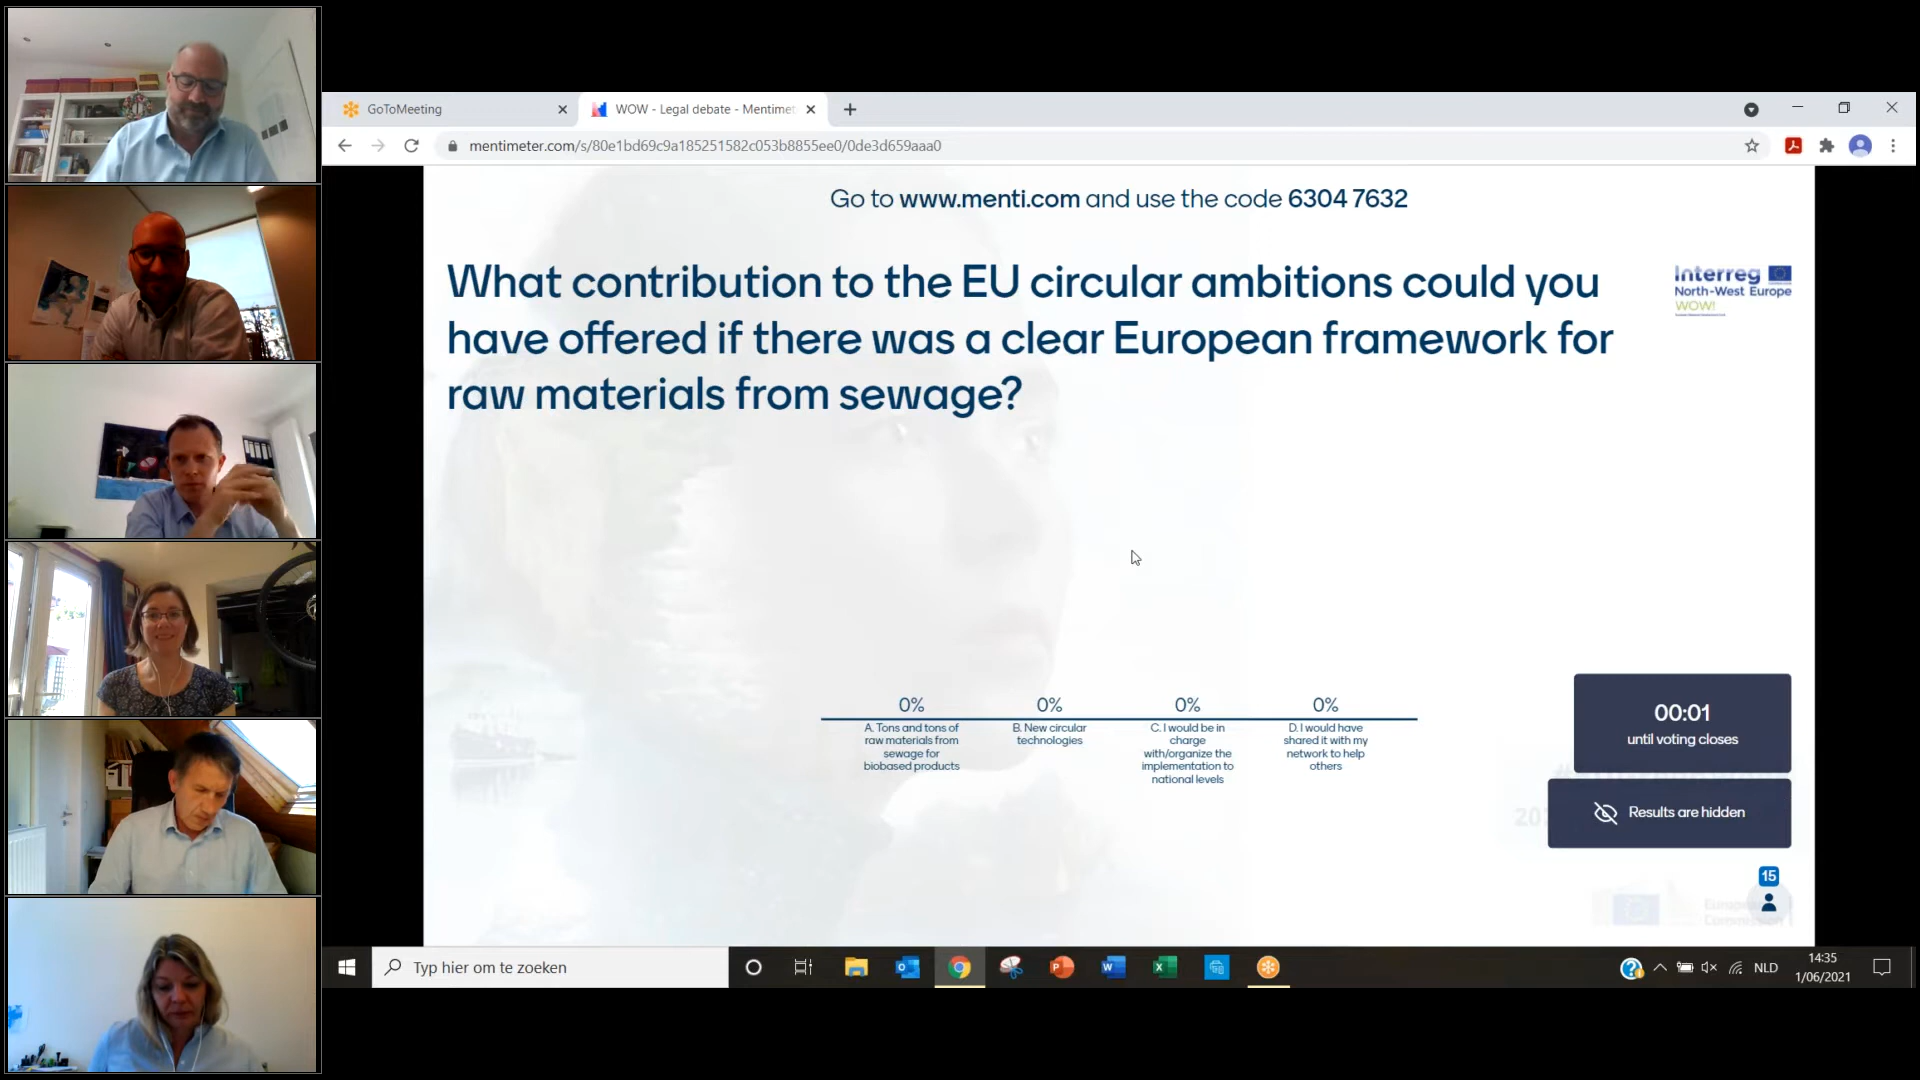 GoToMeeting
WOW - Legal debate - Mentimet
mentimeter.com/s/80e1bd69c9a185251582c053b8855ee0/0de3d659aaa0
Go to www.menti.com and use the code 6304 7632
What contribution to the EU circular ambitions could you
have offered if there was a clear European framework for
raw materials from sewage?
Interreg
North-West Europe
WOW!
0%
A. Tons and tons of
raw materials from
sewage for
biobased products
0%
B. New circular
technologies
0%
C. I would be in
charge
with/organize the
implementation to
national levels
0%
D. I would have
shared it with my
network to help
others
00:01
until voting closes
Results are hidden
15
European
Commission
Typ hier om te zoeken
NLD
14:35
1/06/2021